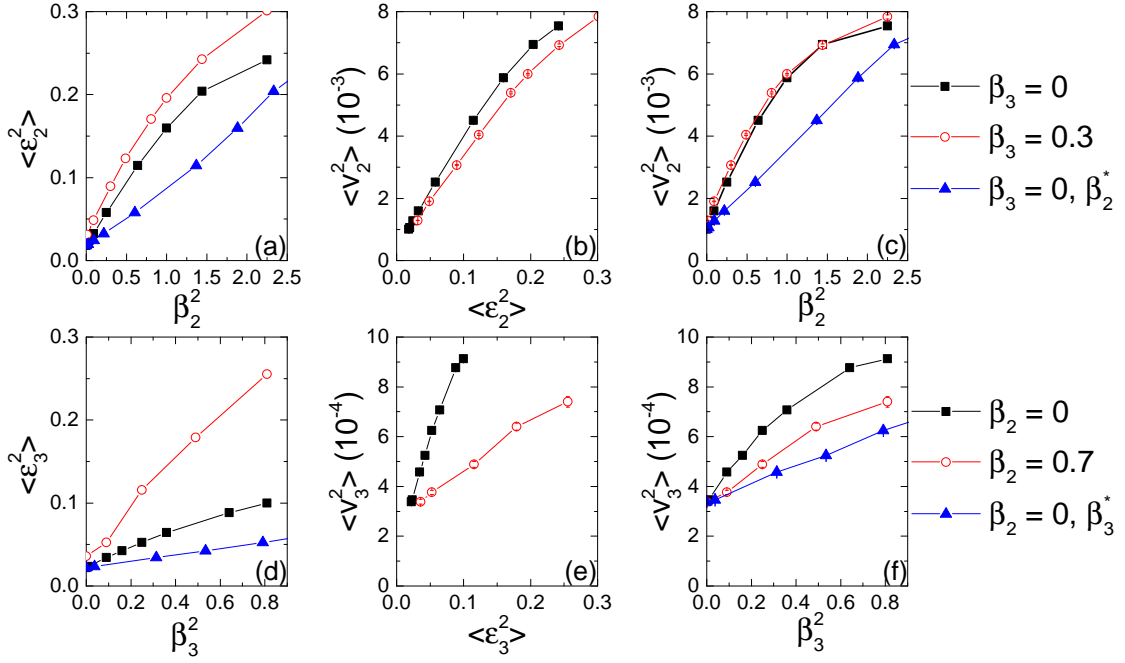 0.3
0.2
0.1
0.0
<ε₂²>
0.0 0.5 1.0 1.5 2.0 2.5
β₂²
(a)
8
6
4
2
0
<v₂²> (10⁻³)
0.0 0.1 0.2 0.3
<ε₂²>
(b)
8
6
4
2
0
<v₂²> (10⁻³)
0.0 0.5 1.0 1.5 2.0 2.5
β₂²
(c)
β₃ = 0
β₃ = 0.3
β₃ = 0, β₂*
0.3
0.2
0.1
0.0
<ε₃²>
0.0 0.2 0.4 0.6 0.8
β₃²
(d)
10
8
6
4
2
0
<v₃²> (10⁻⁴)
0.0 0.1 0.2 0.3
<ε₃²>
(e)
10
8
6
4
2
0
<v₃²> (10⁻⁴)
0.0 0.2 0.4 0.6 0.8
β₃²
(f)
β₂ = 0
β₂ = 0.7
β₂ = 0, β₃*